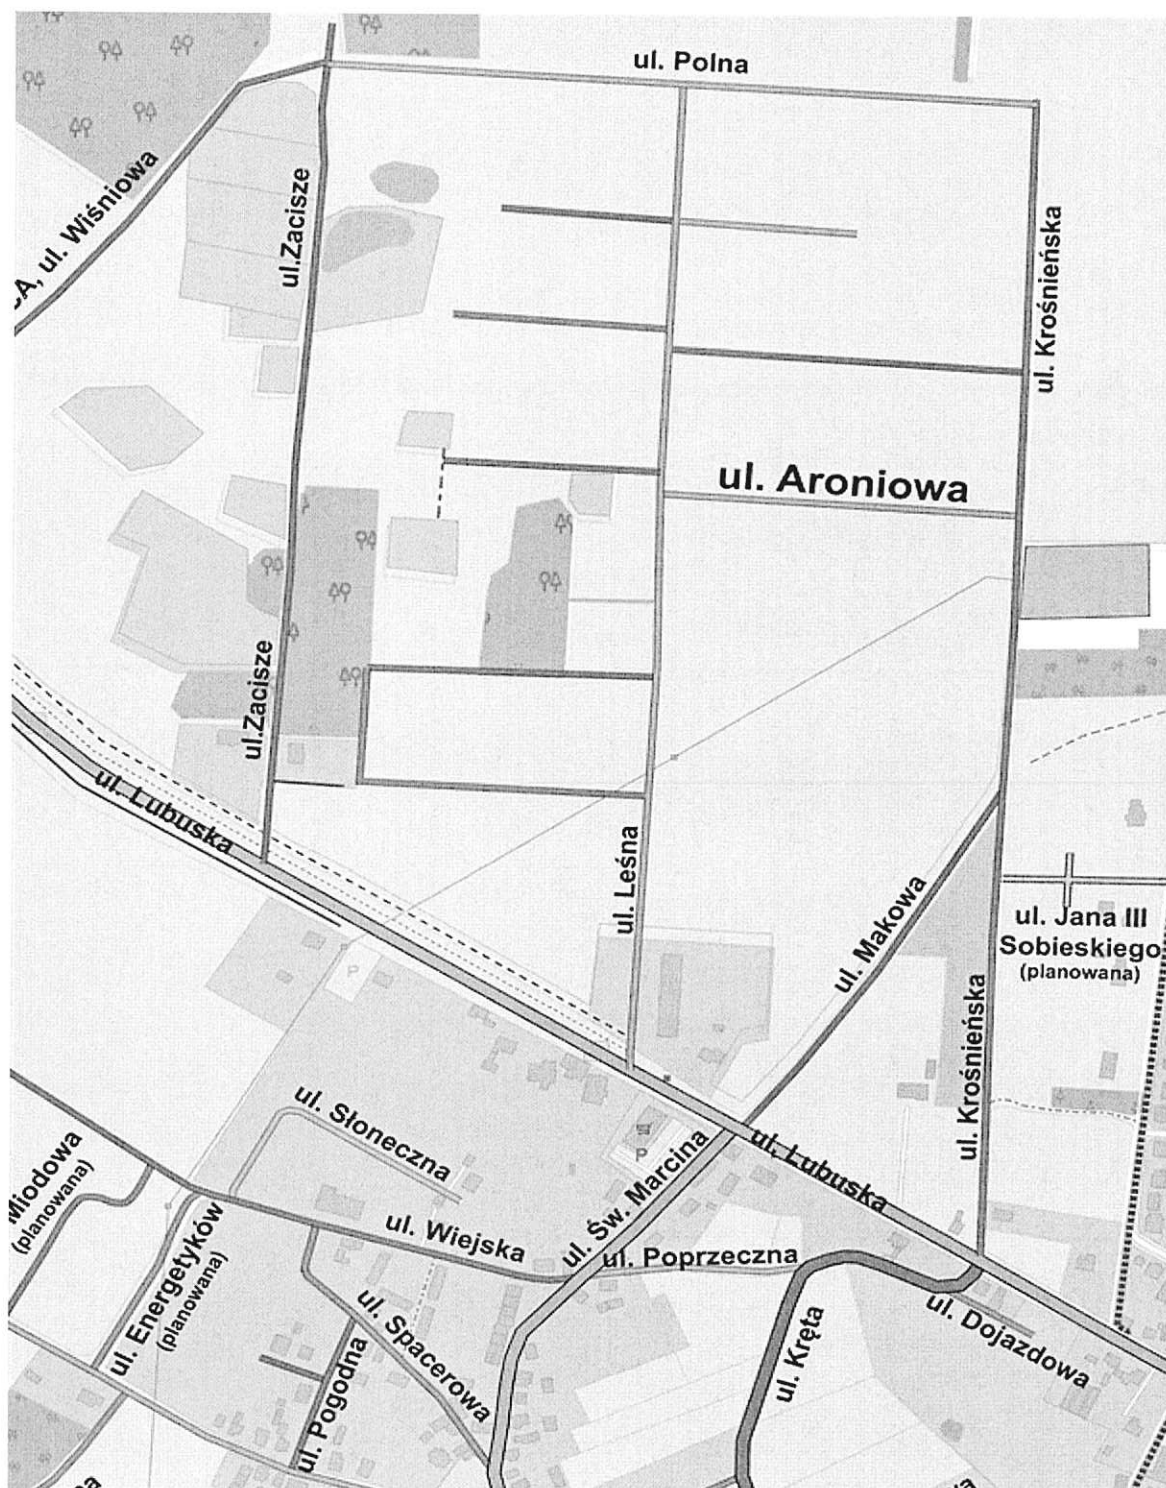 ul. Polna
ul. Wiśniowa
ul.Zacisze
ul. Krośnieńska
ul. Aroniowa
ul.Zacisze
ul. Lubuska
ul. Leśna
ul. Makowa
ul. Jana III
Sobieskiego
(planowana)
P
ul. Krośnieńska
ul. Słoneczna
P
ul. Lubuska
ul. Św. Marcina
Miodowa
(planowana)
ul. Wiejska
ul. Poprzeczna
ul. Energetyków
(planowana)
ul. Spacerowa
ul. Dojazdowa
ul. Kręta
ul. Pogodna